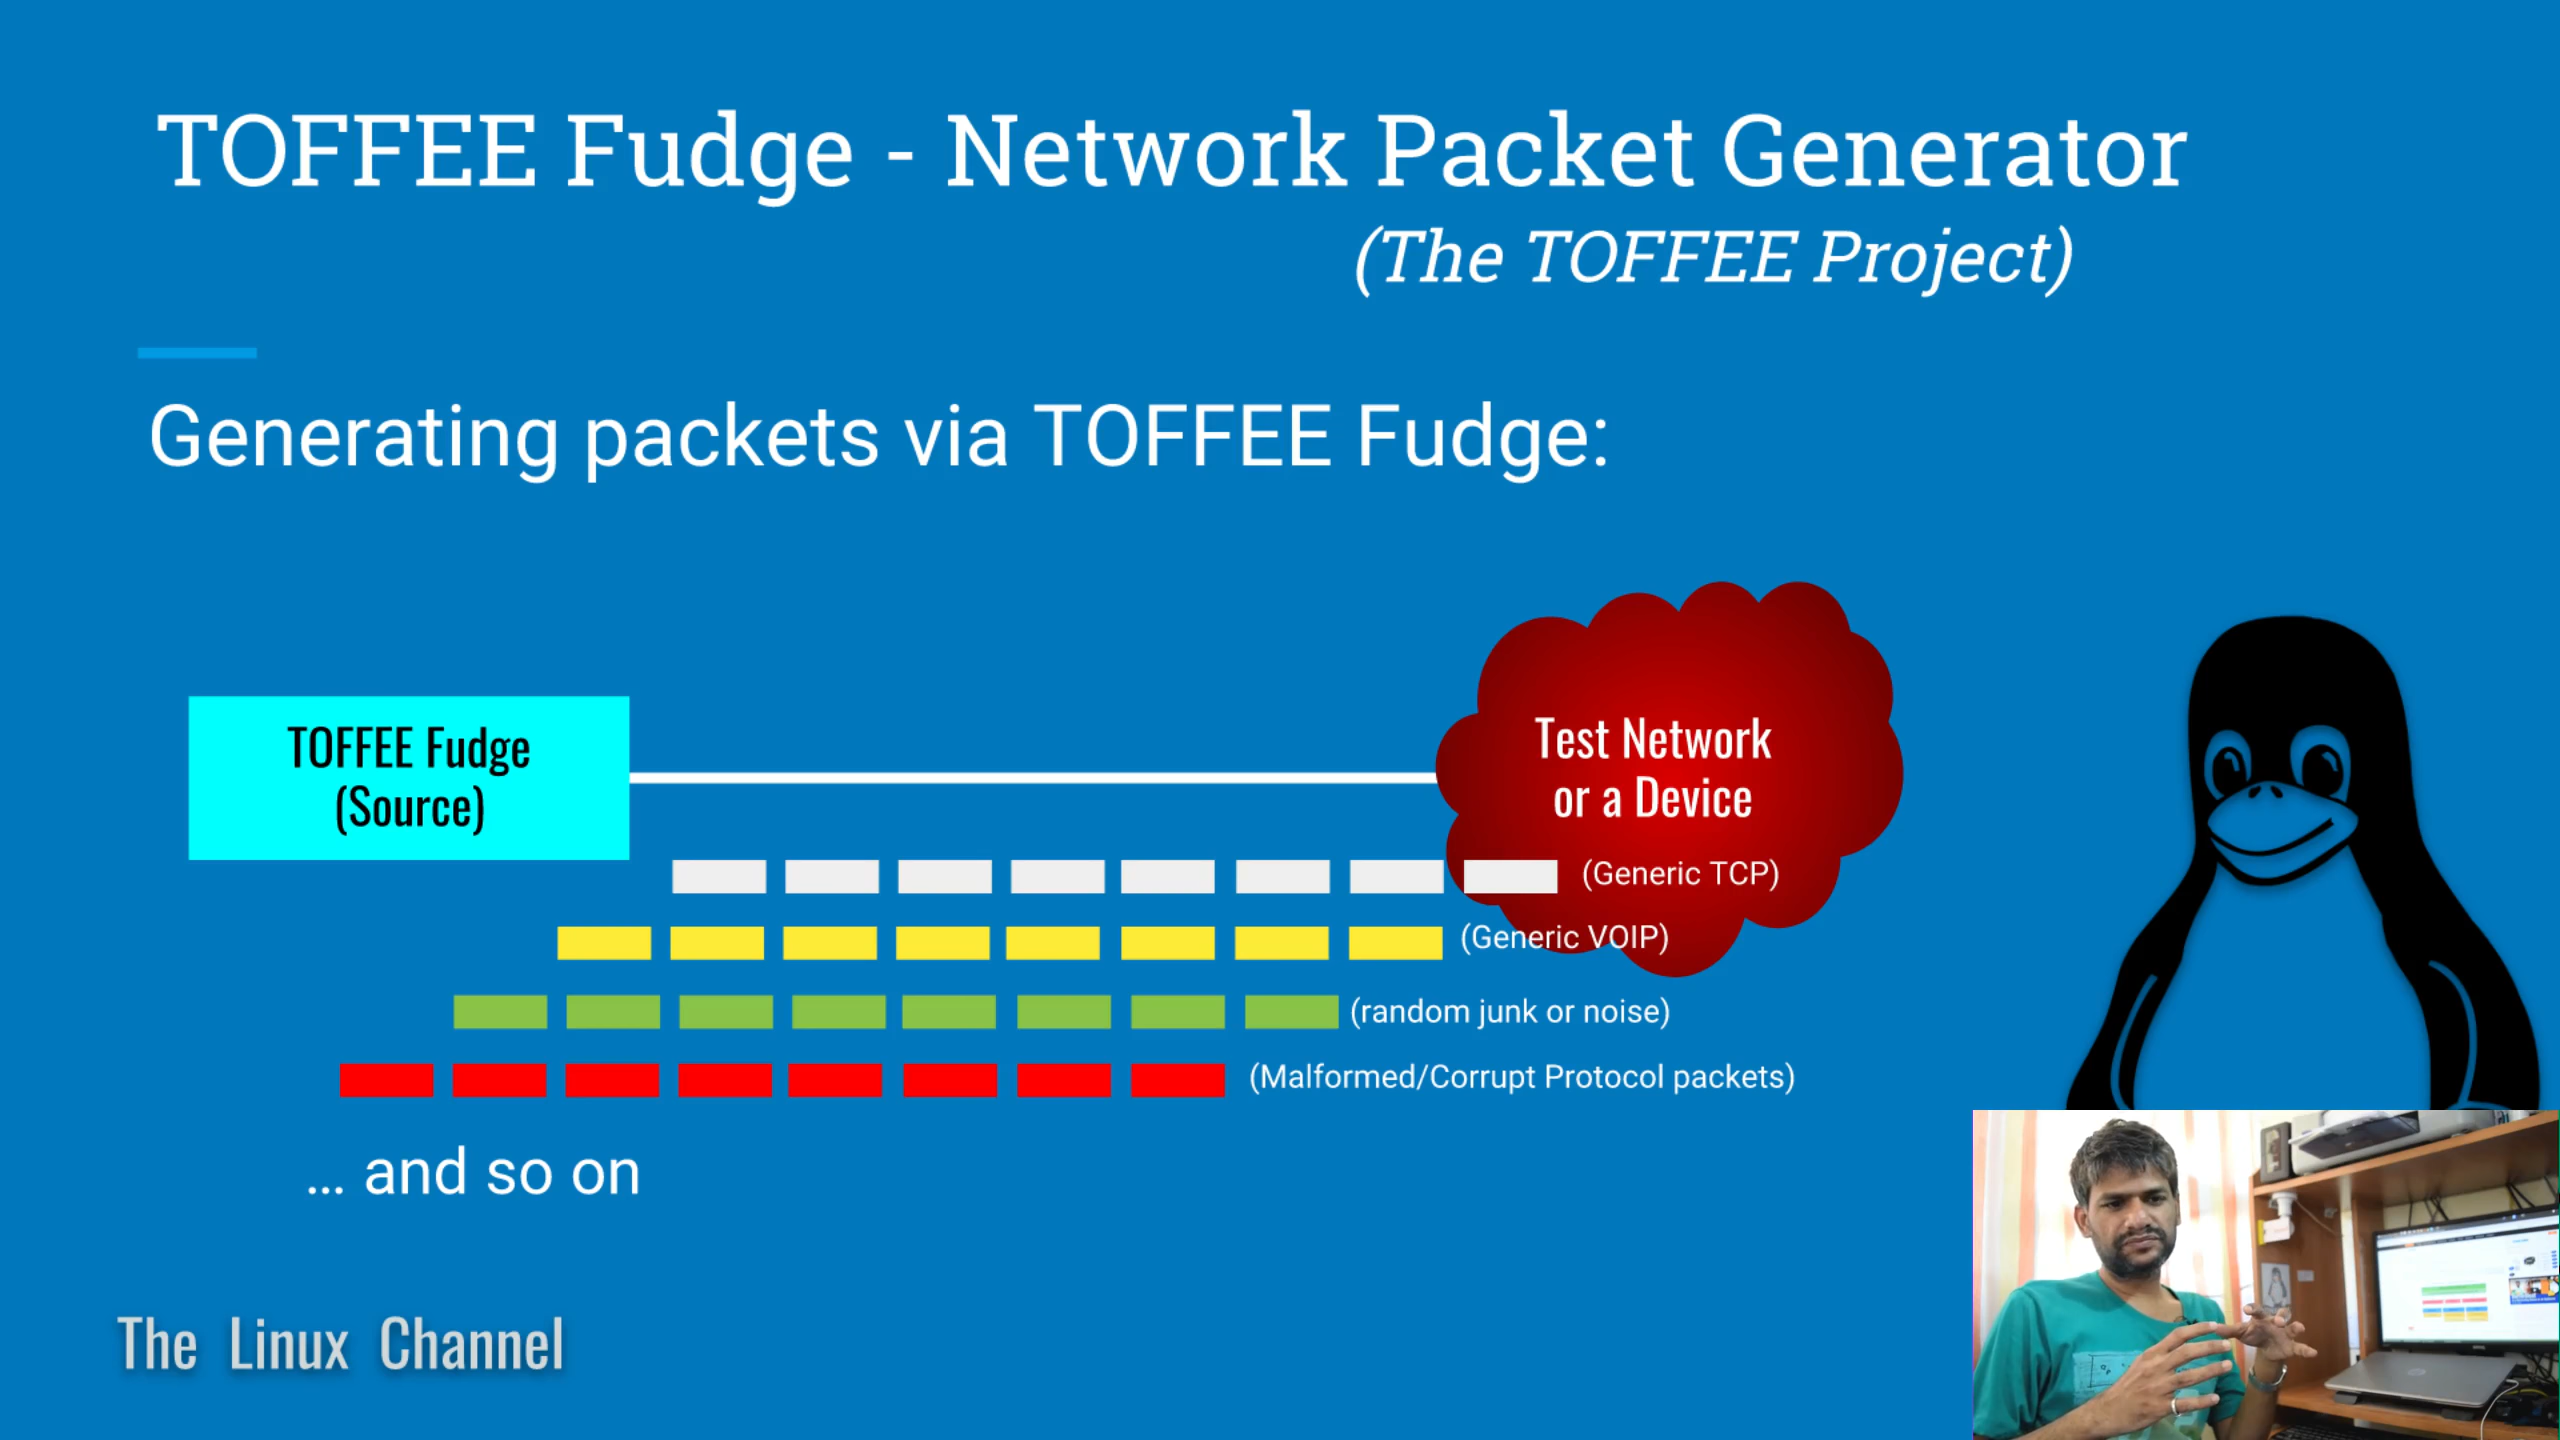 TOFFEE Fudge - Network Packet Generator
(The TOFFEE Project)
Generating packets via TOFFEE Fudge:
TOFFEE Fudge
(Source)
Test Network
or a Device
(Generic TCP)
(Generic VOIP)
(random junk or noise)
(Malformed/Corrupt Protocol packets)
... and so on
The Linux Channel